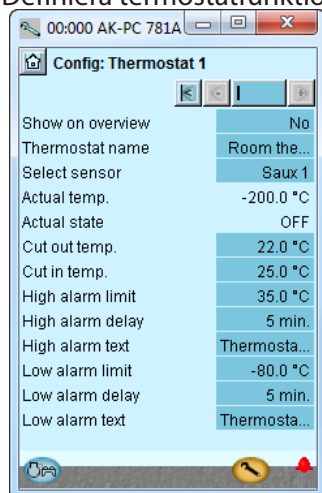 Definiera termostatfunktio
00:000 AK-PC 781A
Config: Thermostat 1
Show on overview No
Thermostat name Room the...
Select sensor Saux 1
Actual temp. -200.0 °C
Actual state OFF
Cut out temp. 22.0 °C
Cut in temp. 25.0 °C
High alarm limit 35.0 °C
High alarm delay 5 min.
High alarm text Thermosta...
Low alarm limit -80.0 °C
Low alarm delay 5 min.
Low alarm text Thermosta...